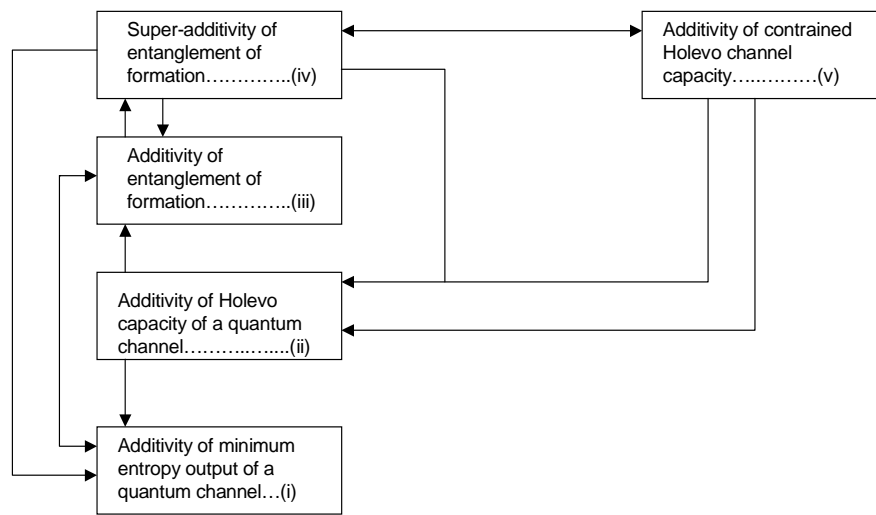 Super-additivity of
entanglement of
formation…………..(iv)
Additivity of contrained
Holevo channel
capacity…..………(v)
Additivity of
entanglement of
formation…………..(iii)
Additivity of Holevo
capacity of a quantum
channel………..…....(ii)
Additivity of minimum
entropy output of a
quantum channel…(i)